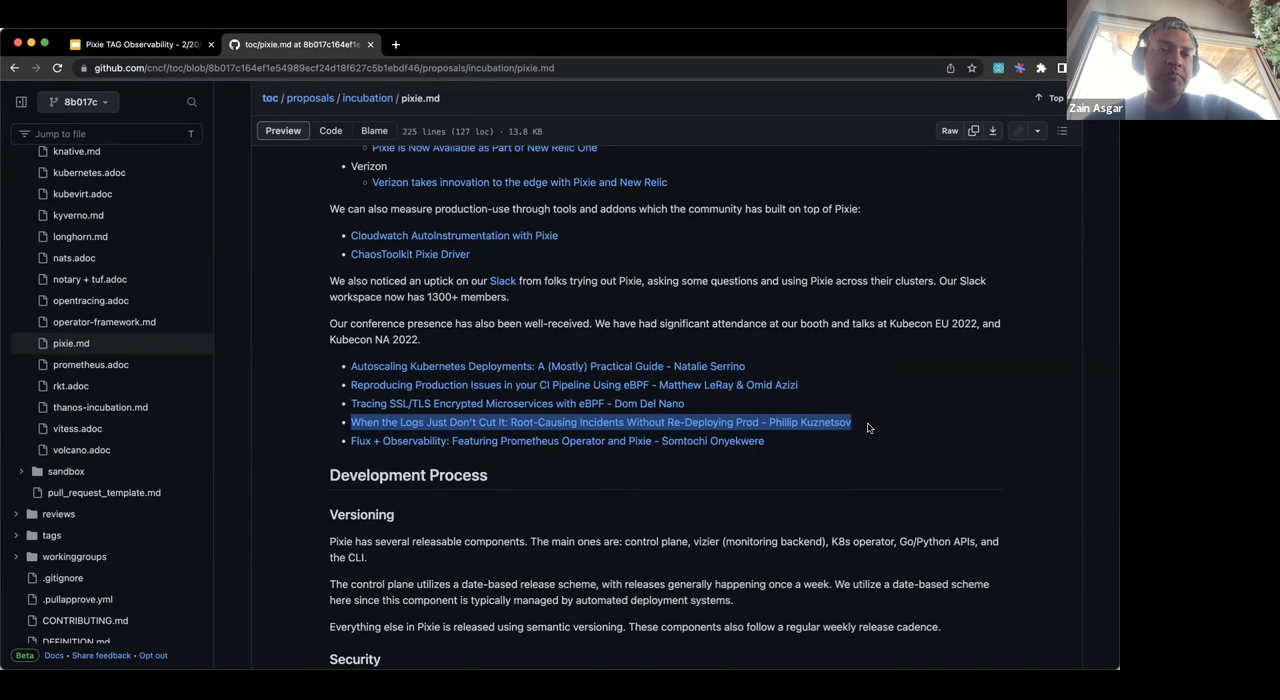 Pixie TAG Observability - 2/20
toc/pixie.md at 8b017c164ef1e
github.com/cncf/toc/blob/8b017c164ef1e54989ecf24d18f627c5b1ebdf46/proposals/incubation/pixie.md
Zain Asgar
8b017c
toc / proposals / incubation / pixie.md
Top
Jump to file
T
Preview
Code
Blame
225 lines (127 loc) · 13.8 KB
Raw
knative.md
kubernetes.adoc
kubevirt.adoc
kyverno.md
longhorn.md
nats.adoc
notary + tuf.adoc
opentracing.adoc
operator-framework.md
pixie.md
prometheus.adoc
rkt.adoc
thanos-incubation.md
vitess.adoc
volcano.adoc
sandbox
pull_request_template.md
reviews
tags
workinggroups
.gitignore
.pullapprove.yml
CONTRIBUTING.md
DEFINITION.md
Beta
Docs • Share feedback • Opt out
Pixie is Now Available as Part of New Relic One
• Verizon
Verizon takes innovation to the edge with Pixie and New Relic
We can also measure production-use through tools and addons which the community has built on top of Pixie:
• Cloudwatch AutoInstrumentation with Pixie
• ChaosToolkit Pixie Driver
We also noticed an uptick on our Slack from folks trying out Pixie, asking some questions and using Pixie across their clusters. Our Slack
workspace now has 1300+ members.
Our conference presence has also been well-received. We have had significant attendance at our booth and talks at Kubecon EU 2022, and
Kubecon NA 2022.
• Autoscaling Kubernetes Deployments: A (Mostly) Practical Guide - Natalie Serrino
• Reproducing Production Issues in your CI Pipeline Using eBPF - Matthew LeRay & Omid Azizi
• Tracing SSL/TLS Encrypted Microservices with eBPF - Dom Del Nano
• When the Logs Just Don't Cut It: Root-Causing Incidents Without Re-Deploying Prod - Phillip Kuznetsov
• Flux + Observability: Featuring Prometheus Operator and Pixie - Somtochi Onyekwere
Development Process
Versioning
Pixie has several releasable components. The main ones are: control plane, vizier (monitoring backend), K8s operator, Go/Python APIs, and
the CLI.
The control plane utilizes a date-based release scheme, with releases generally happening once a week. We utilize a date-based scheme
here since this component is typically managed by automated deployment systems.
Everything else in Pixie is released using semantic versioning. These components also follow a regular weekly release cadence.
Security